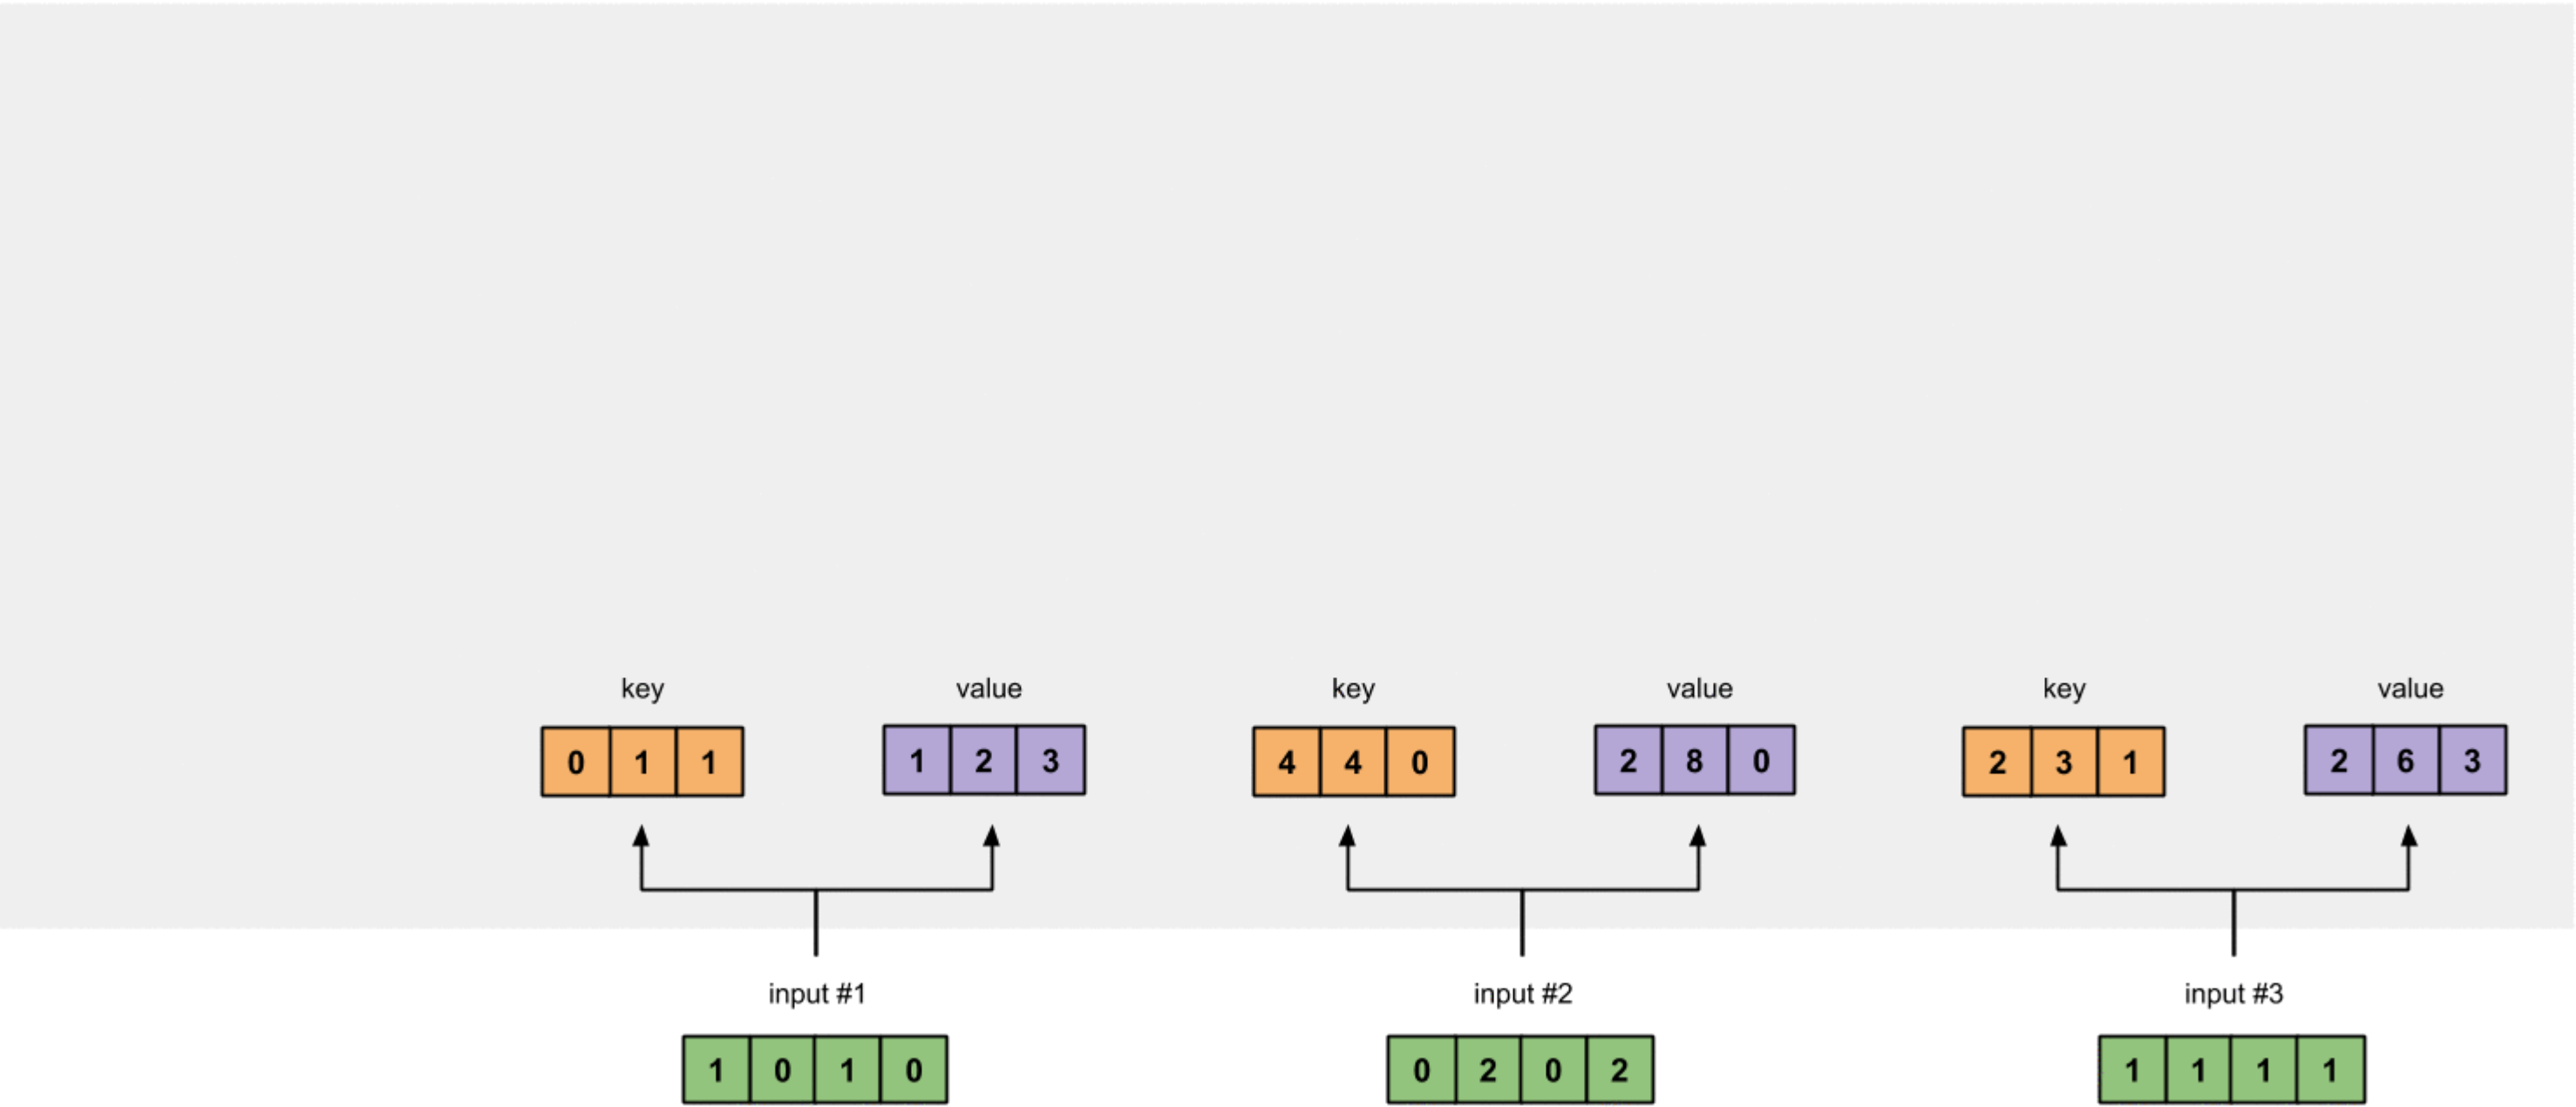 key value key value key value
0 1 1 1 2 3 4 4 0 2 8 0 2 3 1 2 6 3
input #1 input #2 input #3
1 0 1 0 0 2 0 2 1 1 1 1